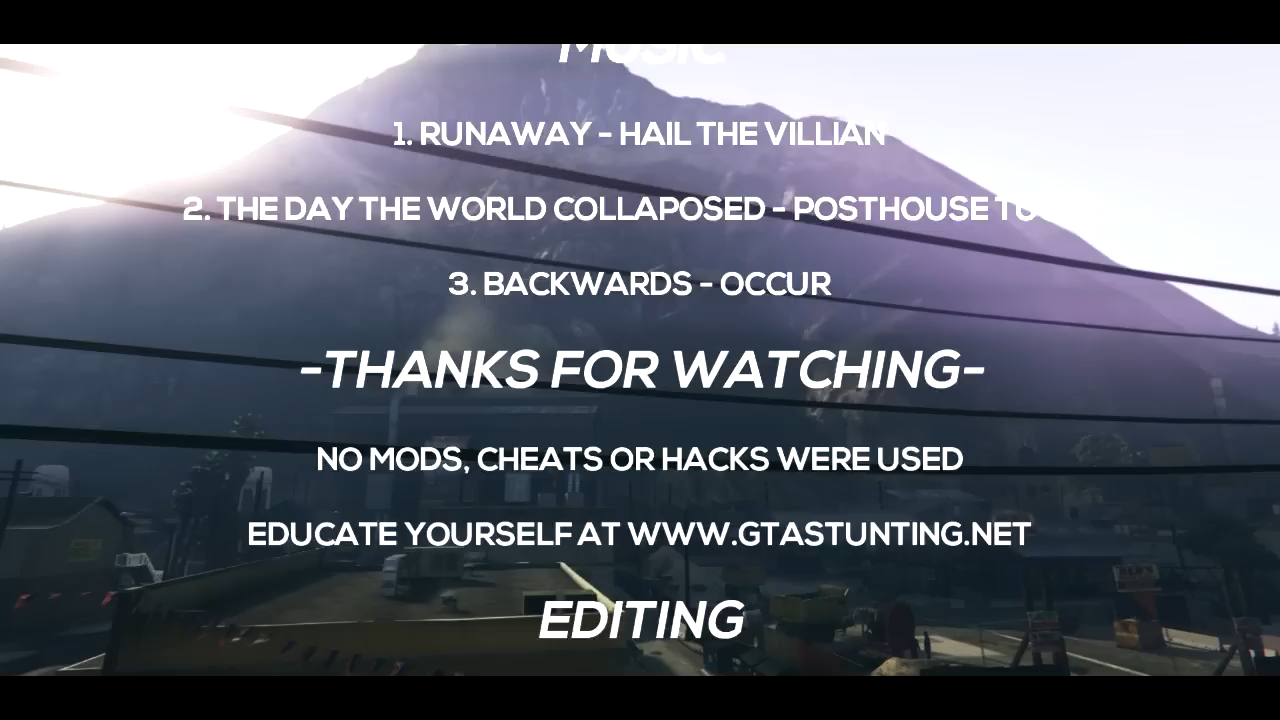 MUSIC
1. RUNAWAY - HAIL THE VILLIAN
2. THE DAY THE WORLD COLLAPOSED - POSTHOUSE
3. BACKWARDS - OCCUR
-THANKS FOR WATCHING-
NO MODS, CHEATS OR HACKS WERE USED
EDUCATE YOURSELF AT WWW.GTASTUNTING.NET
EDITING